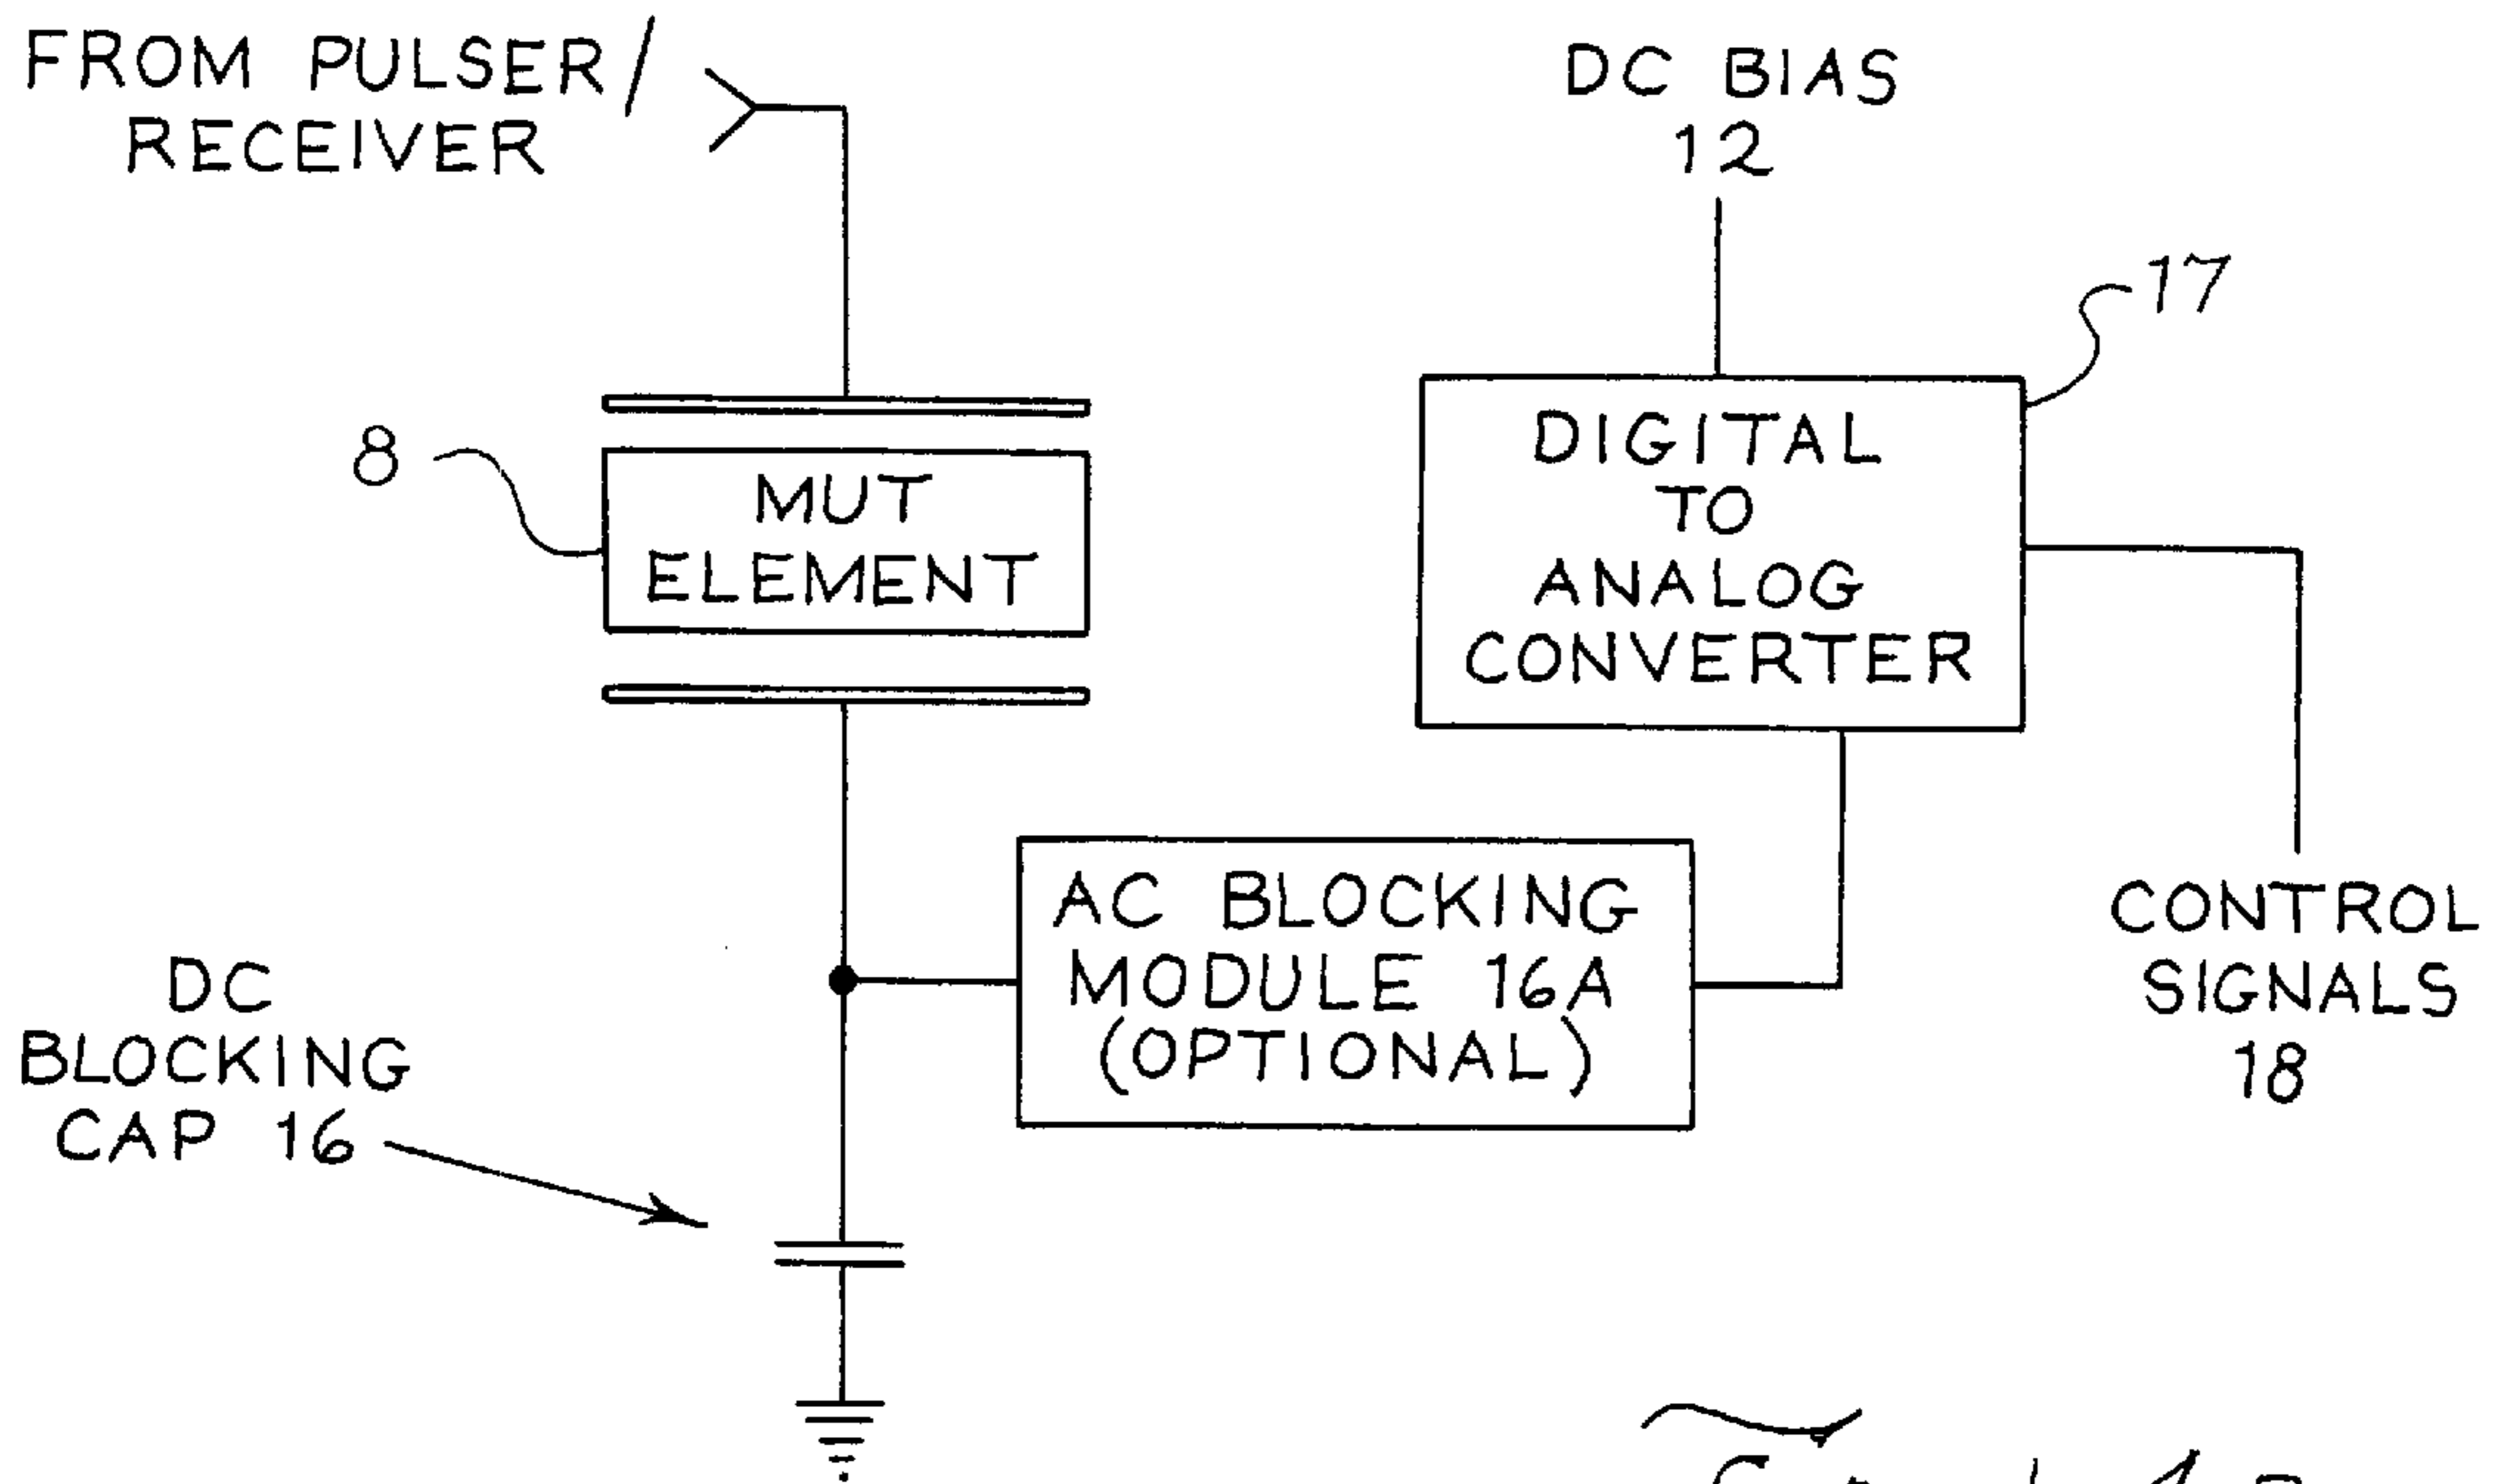 FROM PULSER/
RECEIVER
DC BIAS
12
17
8
MUT
ELEMENT
DIGITAL
TO
ANALOG
CONVERTER
AC BLOCKING
MODULE 16A
(OPTIONAL)
CONTROL
SIGNALS
18
DC
BLOCKING
CAP 16